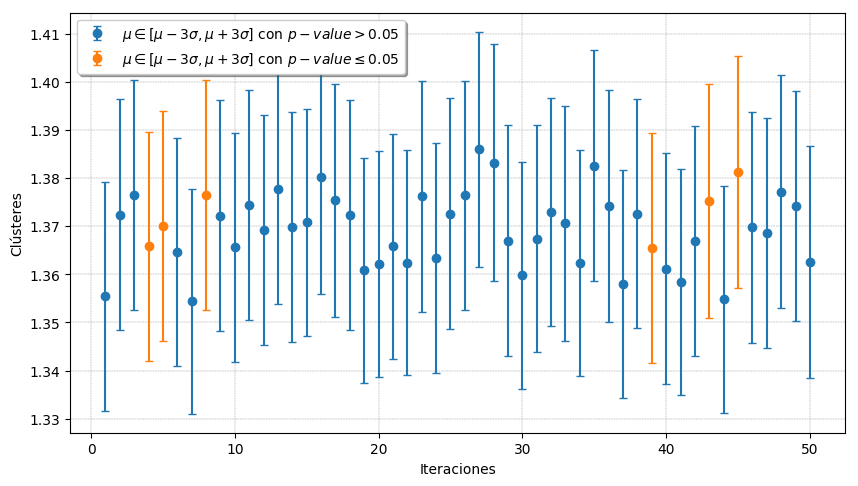 μ ∈ [μ − 3σ, μ + 3σ] con p − value > 0.05
μ ∈ [μ − 3σ, μ + 3σ] con p − value ≤ 0.05
1.41
1.40
1.39
1.38
1.37
1.36
1.35
1.34
1.33
Clústeres
0 10 20 30 40 50
Iteraciones